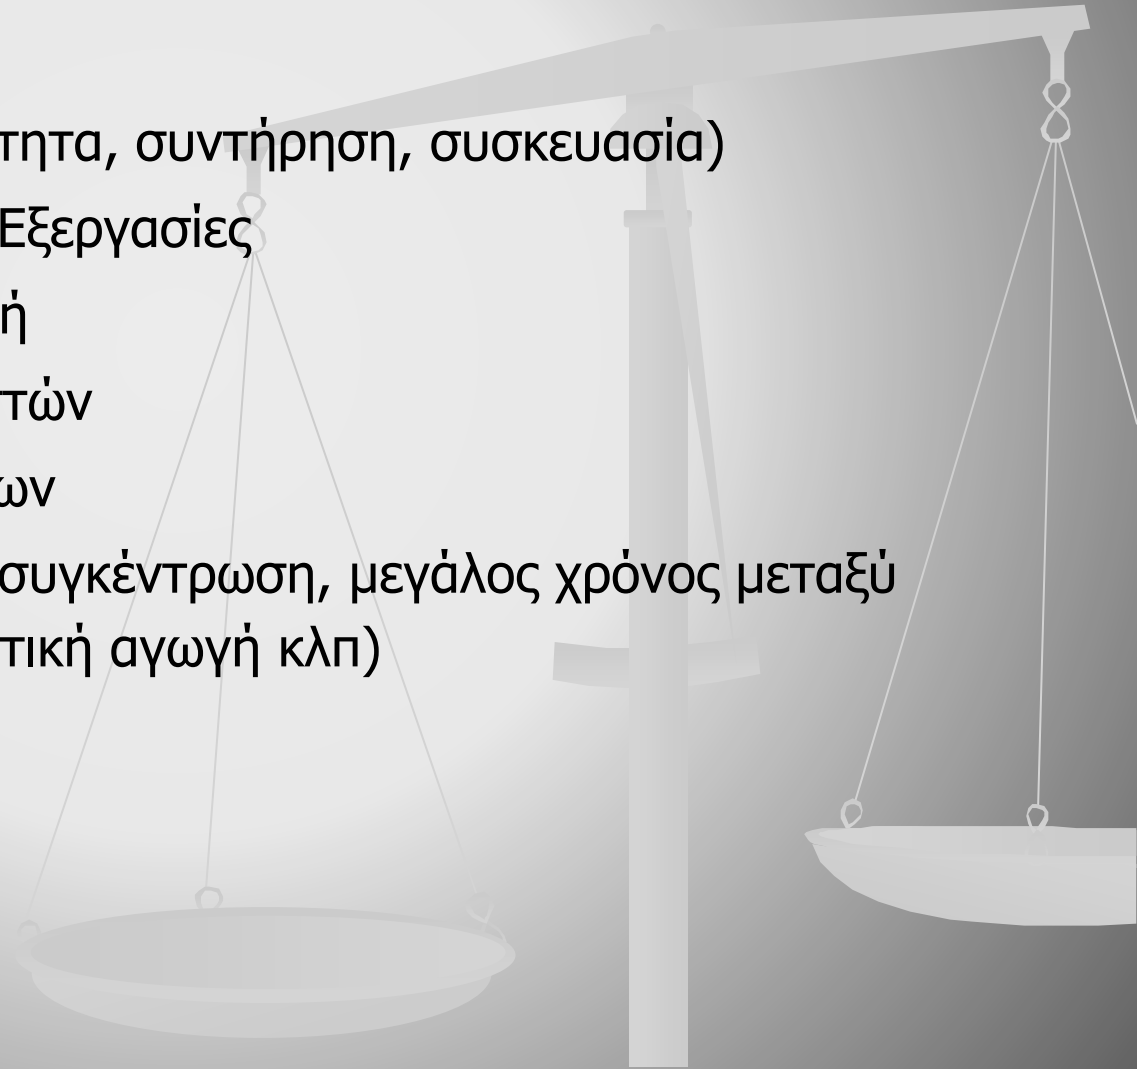 τητα, συντήρηση, συσκευασία)
Εξεργασίες
ή
τών
ων
συγκέντρωση, μεγάλος χρόνος μεταξύ
τική αγωγή κλπ)